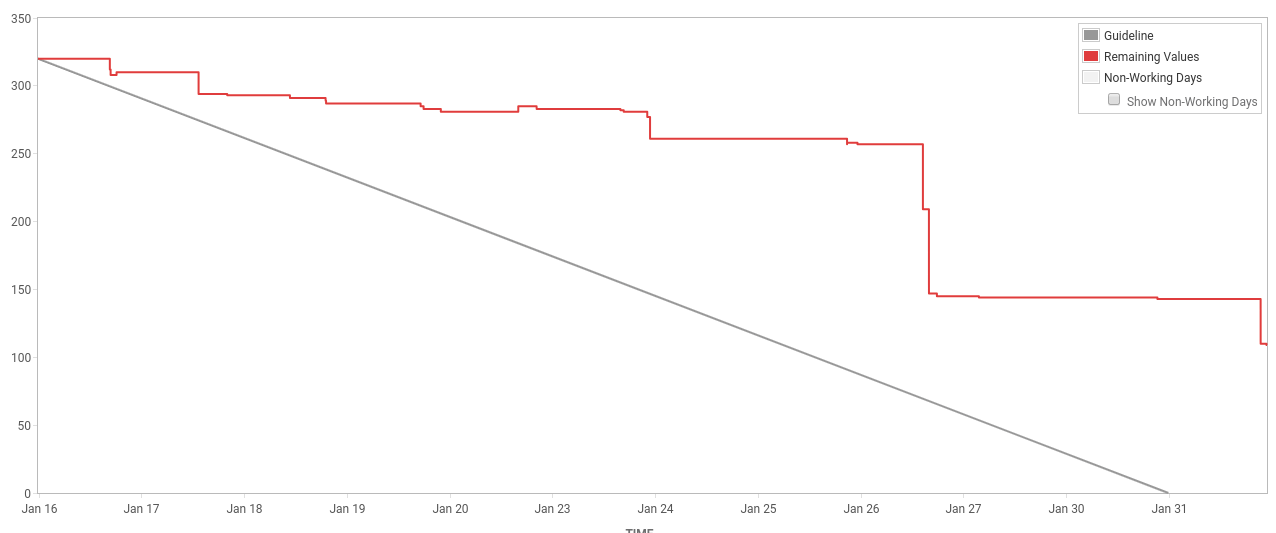 350
300
250
200
150
100
50
0
Guideline
Remaining Values
Non-Working Days
Show Non-Working Days
Jan 16 Jan 17 Jan 18 Jan 19 Jan 20 Jan 23 Jan 24 Jan 25 Jan 26 Jan 27 Jan 30 Jan 31
TIME